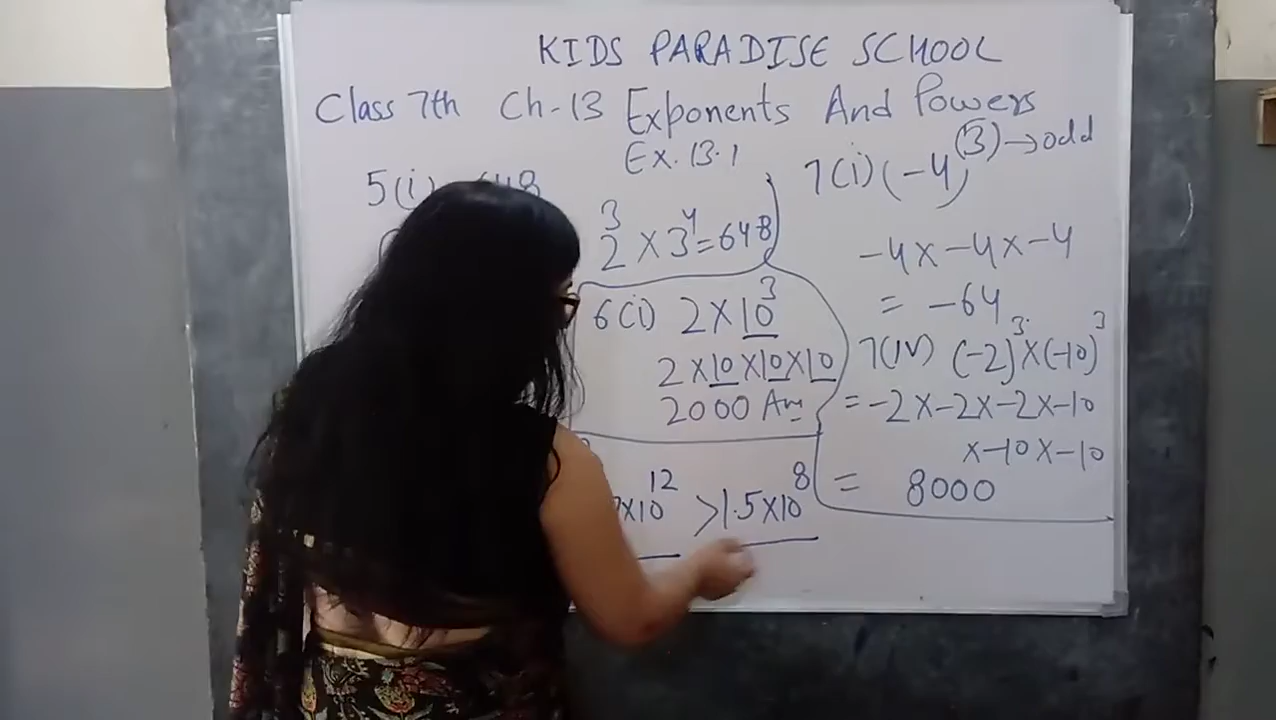 KIDS PARADISE SCHOOL
Class 7th Ch-13 Exponents And Powers
Ex. 13.1
5(i) 648
2³ × 3⁴ = 648
6(i) 2×10³
2×10×10×10
2000 Ans
×10¹² > 1.5×10⁸
7(i) (-4)⁽³⁾ → odd
-4×-4×-4
= -64
7(iv) (-2)³×(-10)³
= -2×-2×-2×-10
×-10×-10
= 8000